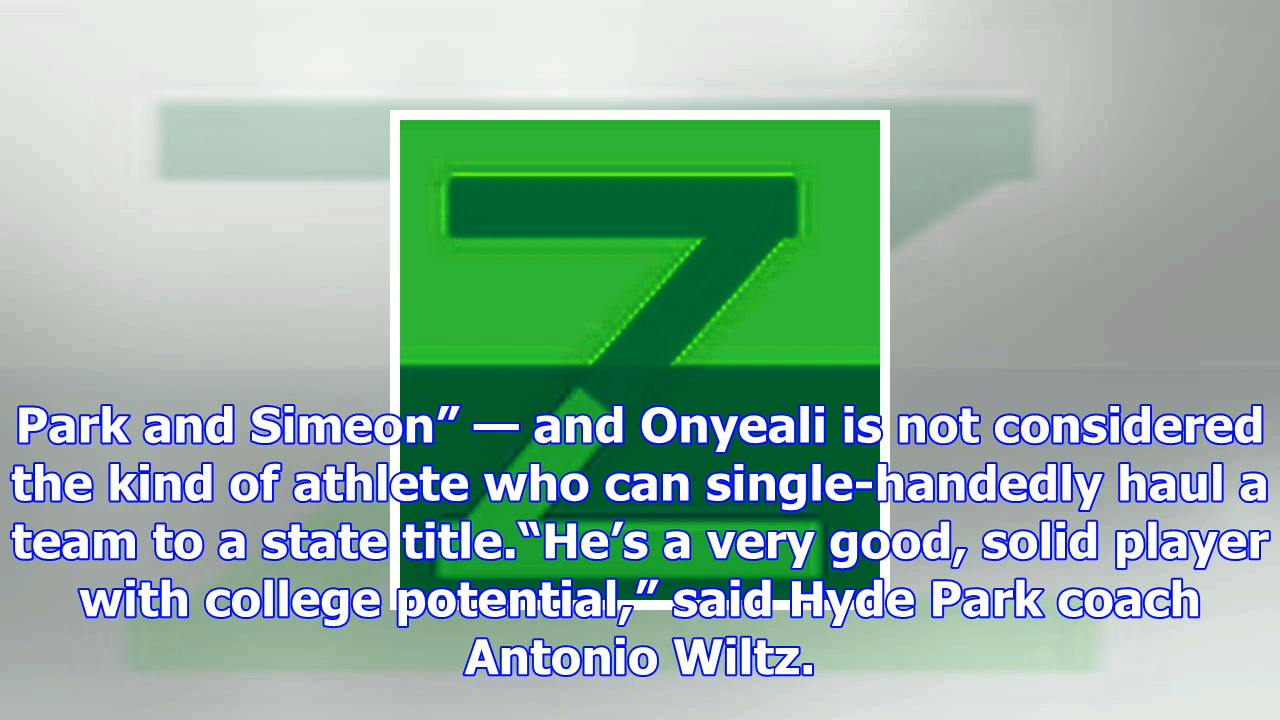 Z
Park and Simeon” — and Onyeali is not considered
the kind of athlete who can single-handedly haul a
team to a state title.“He’s a very good, solid player
with college potential,” said Hyde Park coach
Antonio Wiltz.